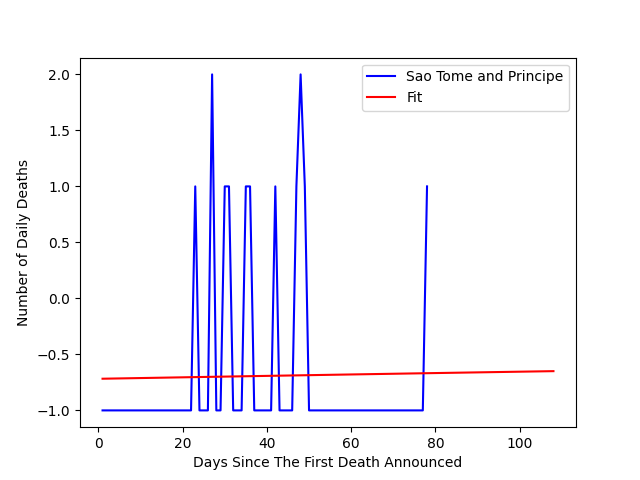 Sao Tome and Principe
Fit
2.0
1.5
1.0
0.5
0.0
−0.5
−1.0
Number of Daily Deaths
0 20 40 60 80 100
Days Since The First Death Announced